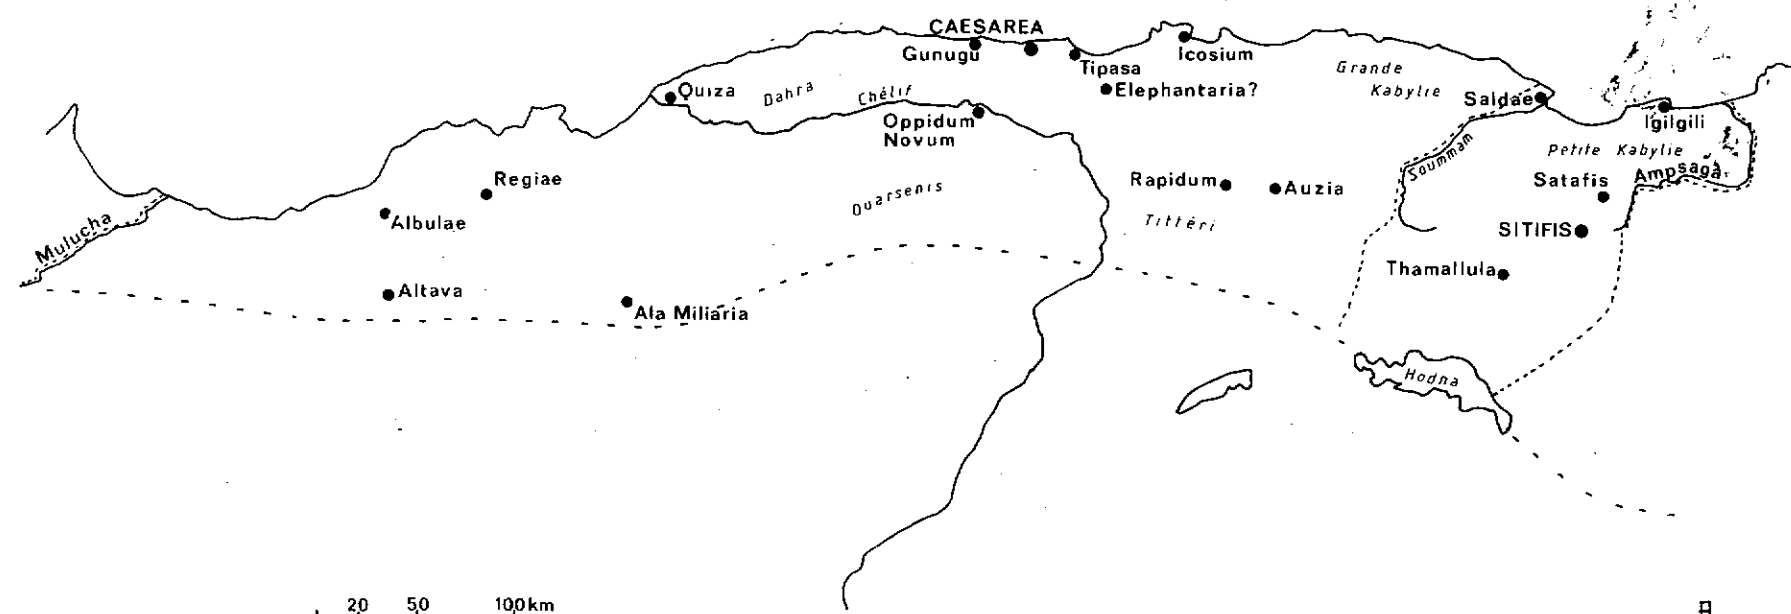 CAESAREA
Gunugu
Tipasa
Icosium
Elephantaria?
Grande
Kabylie
Quiza
Dahra
Chélif
Oppidum
Novum
Saldae
Igilgili
Soummam
Petite Kabylie
Ampsaga
Satafis
Regiae
Ouarsenis
Rapidum
Auzia
Albulae
Mulucha
Tittéri
SITIFIS
Thamallula
Altava
Ala Miliaria
Hodna
20 50 100km